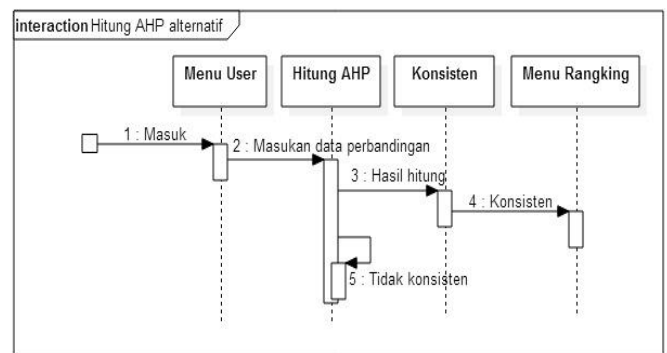 interaction Hitung AHP alternatif
Menu User
Hitung AHP
Konsisten
Menu Rangking
1 : Masuk
2 : Masukan data perbandingan
3 : Hasil hitung
4 : Konsisten
5 : Tidak konsisten